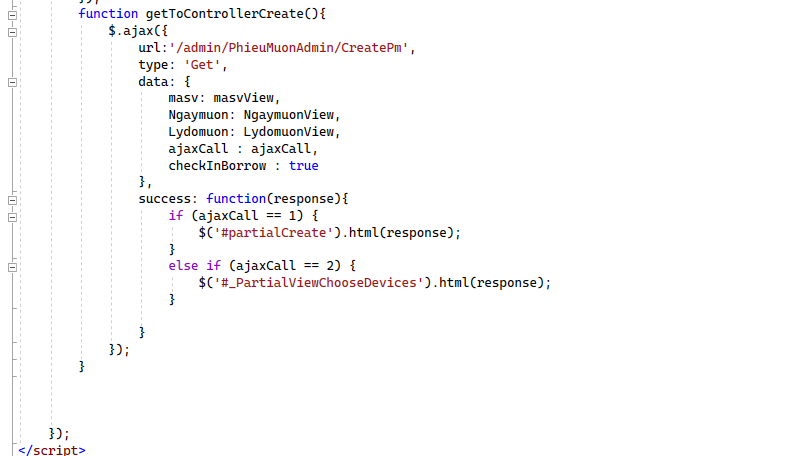 });
function getToControllerCreate(){
$.ajax({
url:'/admin/PhieuMuonAdmin/CreatePm',
type: 'Get',
data: {
masv: masvView,
Ngaymuon: NgaymuonView,
Lydomuon: LydomuonView,
ajaxCall : ajaxCall,
checkInBorrow : true
},
success: function(response){
if (ajaxCall == 1) {
$('#partialCreate').html(response);
}
else if (ajaxCall == 2) {
$('#_PartialViewChooseDevices').html(response);
}
}
});
}
});
</script>